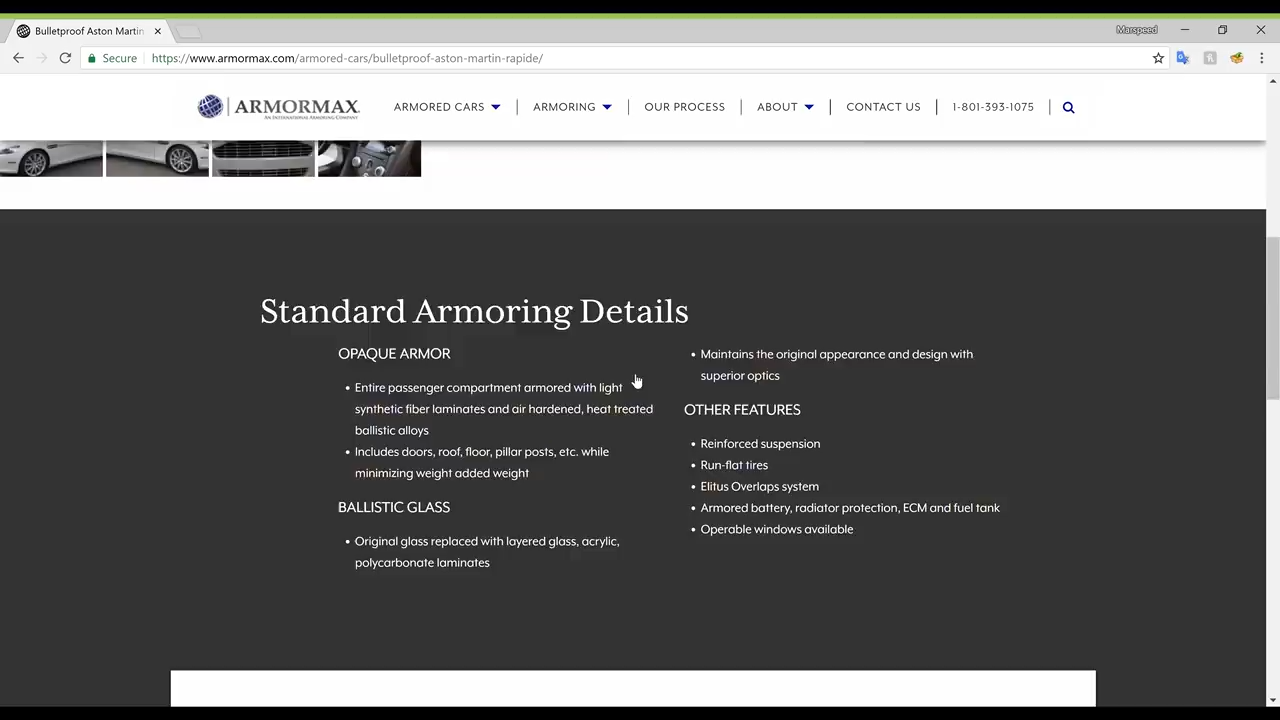 Bulletproof Aston Martin
Marspeed
Secure
https://www.armormax.com/armored-cars/bulletproof-aston-martin-rapide/
ARMORMAX.
AN INTERNATIONAL ARMORING COMPANY
ARMORED CARS
ARMORING
OUR PROCESS
ABOUT
CONTACT US
1-801-393-1075
Standard Armoring Details
OPAQUE ARMOR
• Entire passenger compartment armored with light
synthetic fiber laminates and air hardened, heat treated
ballistic alloys
• Includes doors, roof, floor, pillar posts, etc. while
minimizing weight added weight
BALLISTIC GLASS
• Original glass replaced with layered glass, acrylic,
polycarbonate laminates
• Maintains the original appearance and design with
superior optics
OTHER FEATURES
• Reinforced suspension
• Run-flat tires
• Elitus Overlaps system
• Armored battery, radiator protection, ECM and fuel tank
• Operable windows available